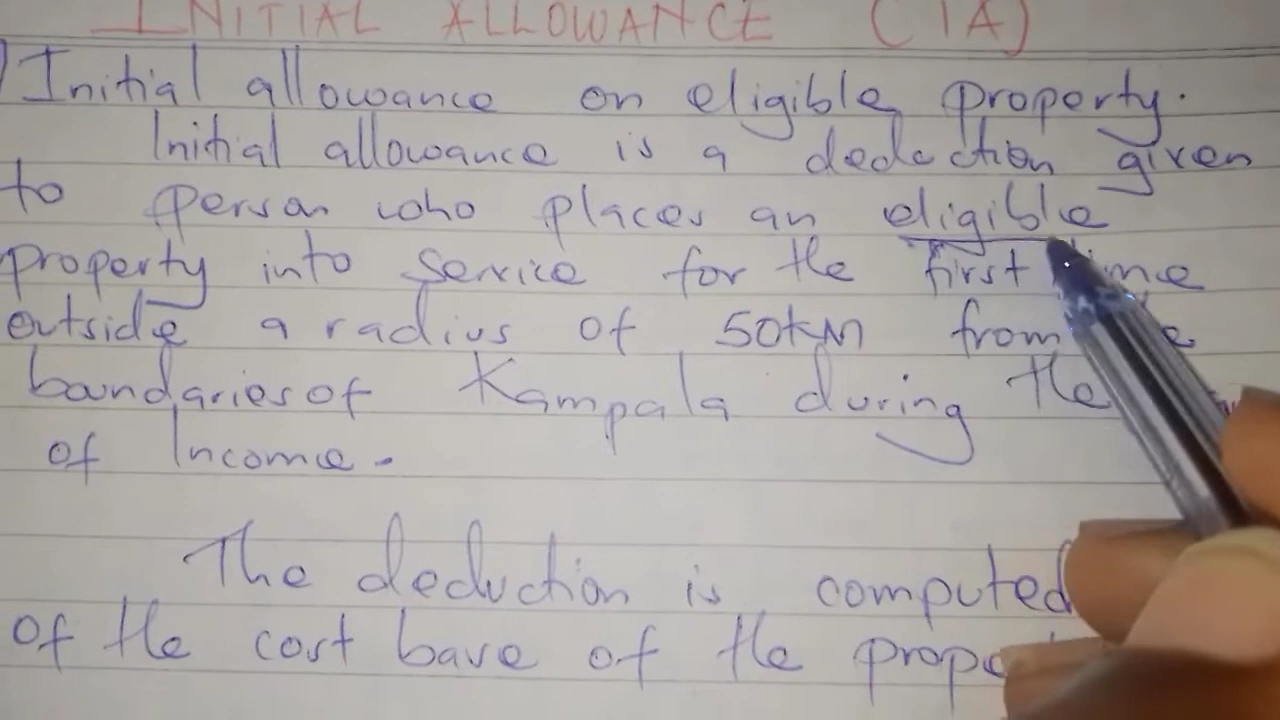 INITIAL ALLOWANCE (IA)
Initial allowance on eligible property.
Initial allowance is a deduction given
to person who places an eligible
property into service for the first time
outside a radius of 50KM from
boundaries of Kampala during the
of Income.
The deduction is computed
of the cost base of the